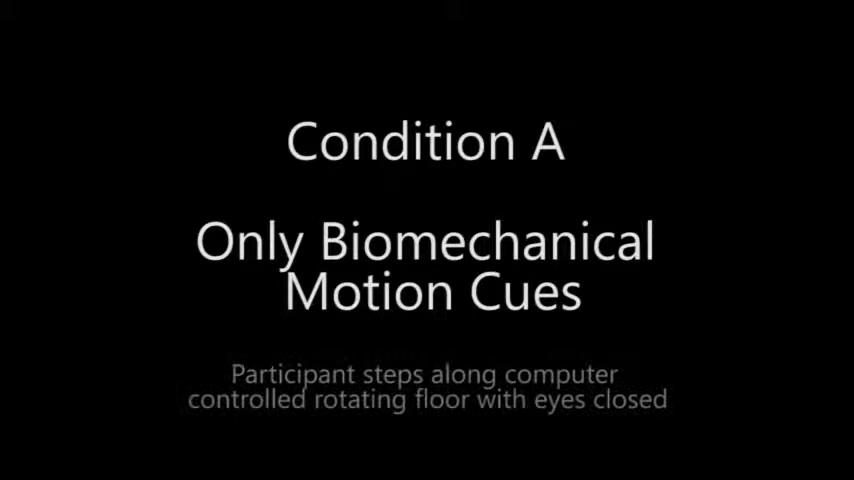 Condition A
Only Biomechanical
Motion Cues
Participant steps along computer
controlled rotating floor with eyes closed